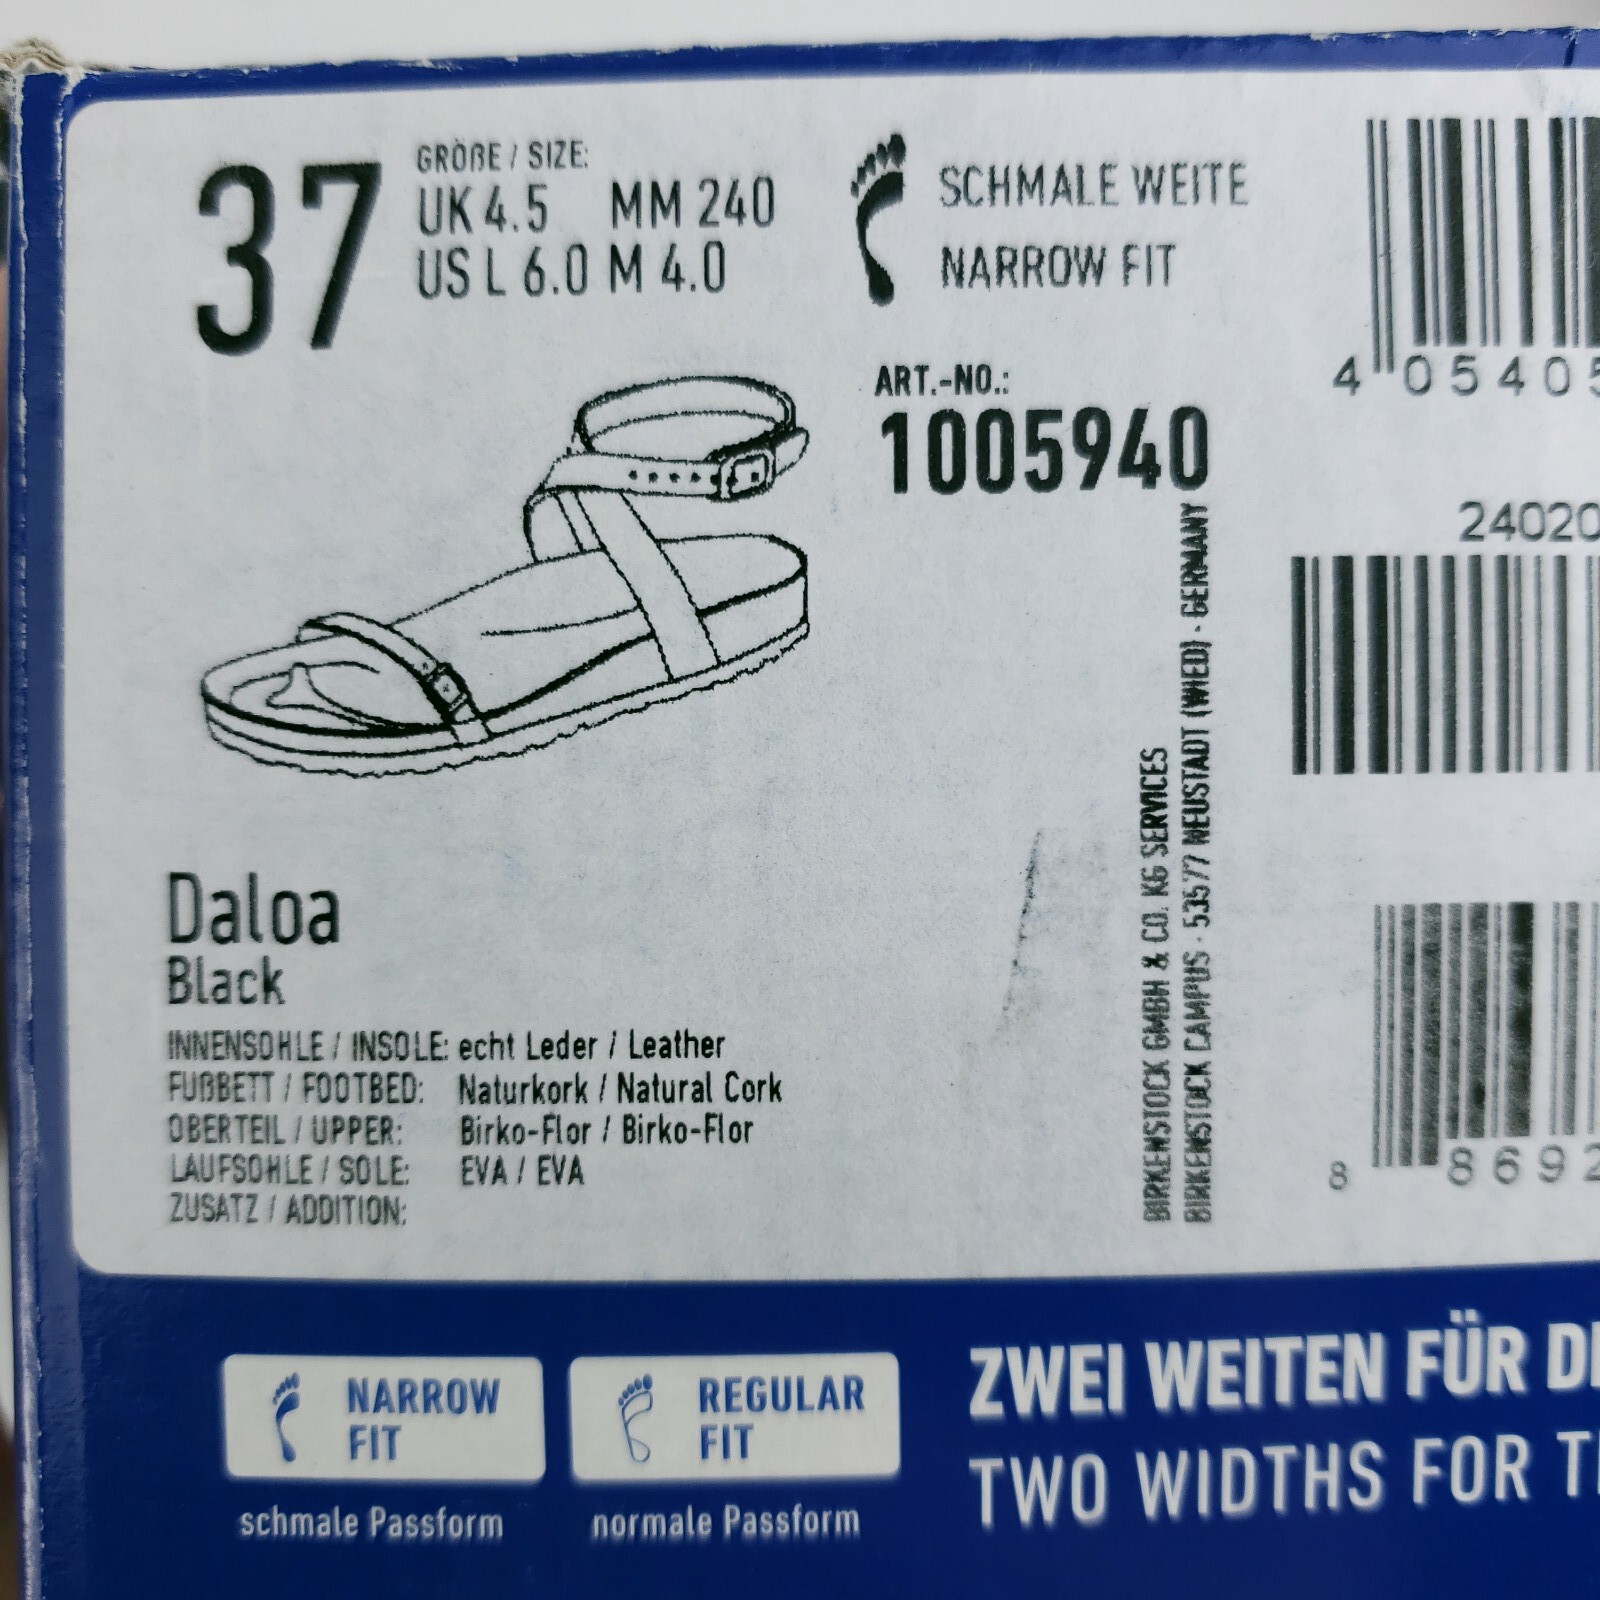 37
GRÖßE / SIZE:
UK 4.5 MM 240
US L 6.0 M 4.0
SCHMALE WEITE
NARROW FIT
ART.-NO.:
1005940
4 05405
24020
8 8692
BIRKENSTOCK GMBH & CO. KG SERVICES
BIRKENSTOCK CAMPUS · 53577 NEUSTADT (WIED) · GERMANY
Daloa
Black
INNENSOHLE / INSOLE: echt Leder / Leather
FUßBETT / FOOTBED: Naturkork / Natural Cork
OBERTEIL / UPPER: Birko-Flor / Birko-Flor
LAUFSOHLE / SOLE: EVA / EVA
ZUSATZ / ADDITION:
NARROW
FIT
schmale Passform
REGULAR
FIT
normale Passform
ZWEI WEITEN FÜR
TWO WIDTHS FOR